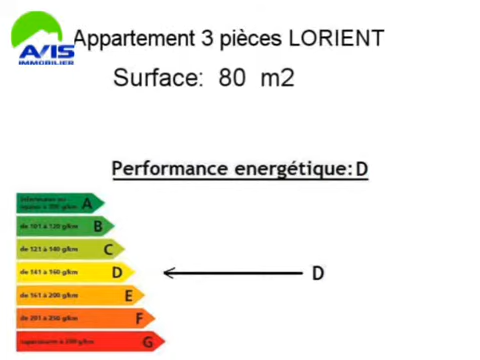 AVIS
IMMOBILIER
Appartement 3 pièces LORIENT
Surface: 80 m2
Performance energétique: D
A
de 101 à 120 g/km B
de 121 à 140 g/km C
de 141 à 160 g/km D
D
de 161 à 200 g/km E
de 201 à 250 g/km F
G